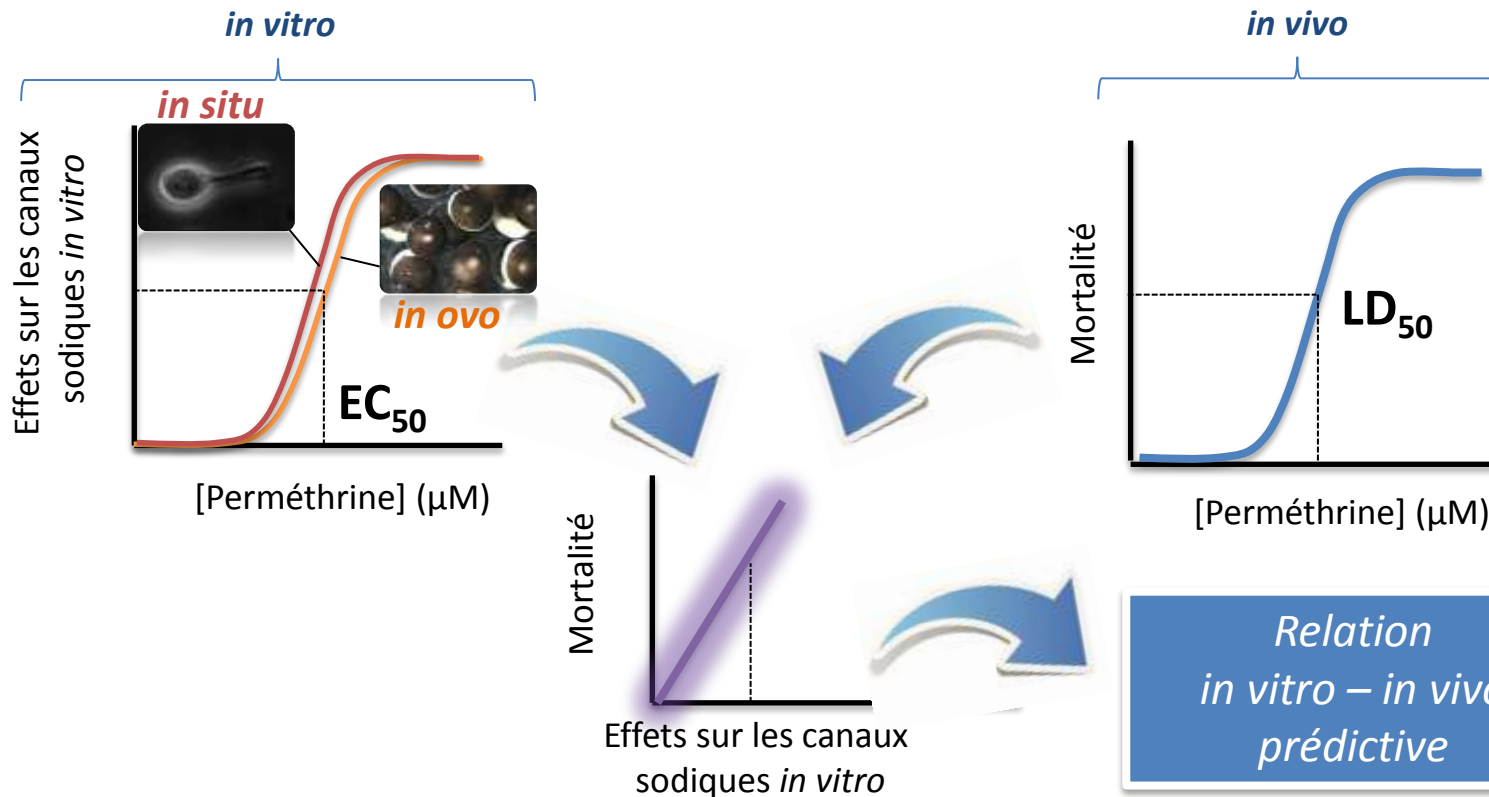 in vitro
in situ
Effets sur les canaux
sodiques in vitro
in ovo
EC50
[Perméthrine] (µM)
in vivo
Mortalité
LD50
[Perméthrine] (µM)
Mortalité
Effets sur les canaux
sodiques in vitro
Relation
in vitro – in vivo
prédictive